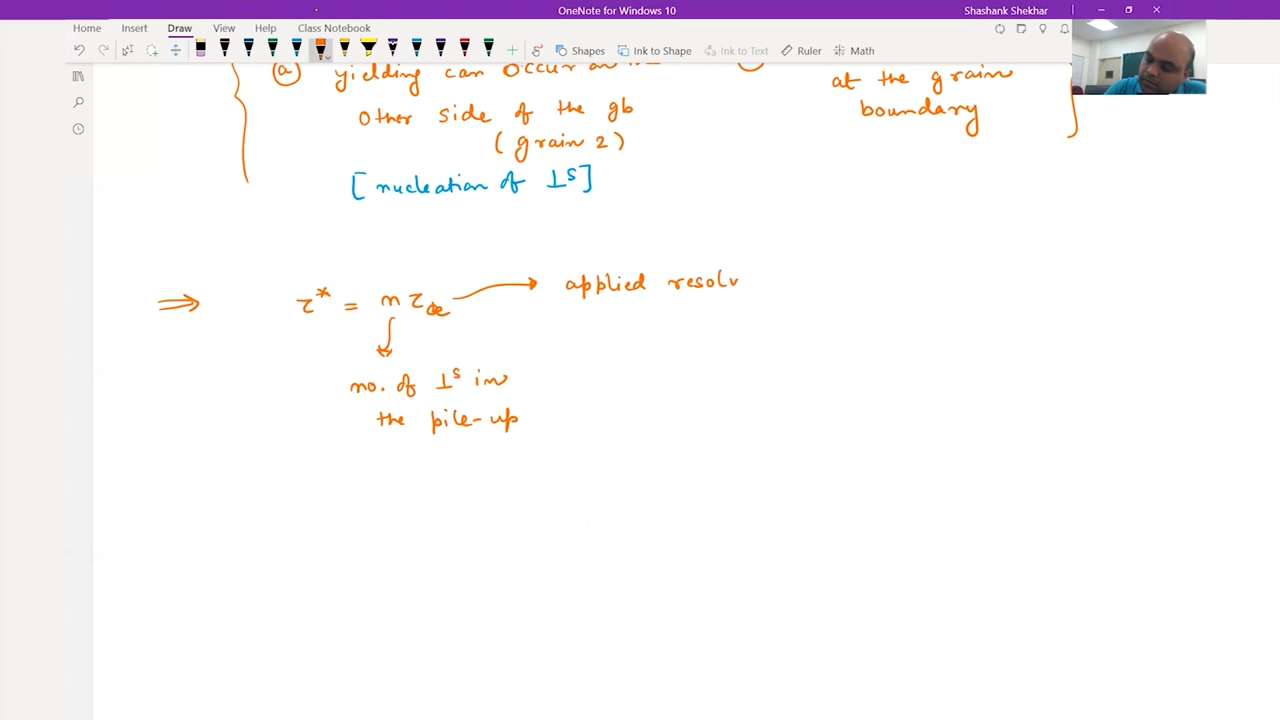 OneNote for Windows 10
Shashank Shekhar
Home Insert Draw View Help Class Notebook
Shapes Ink to Shape Ink to Text Ruler Math
(a) yielding can occur on
other side of the gb
(grain 2)
[nucleation of ⊥s]
at the grain
boundary
⇒ τ* = n τ → applied resolv
no. of ⊥s in
the pile-up